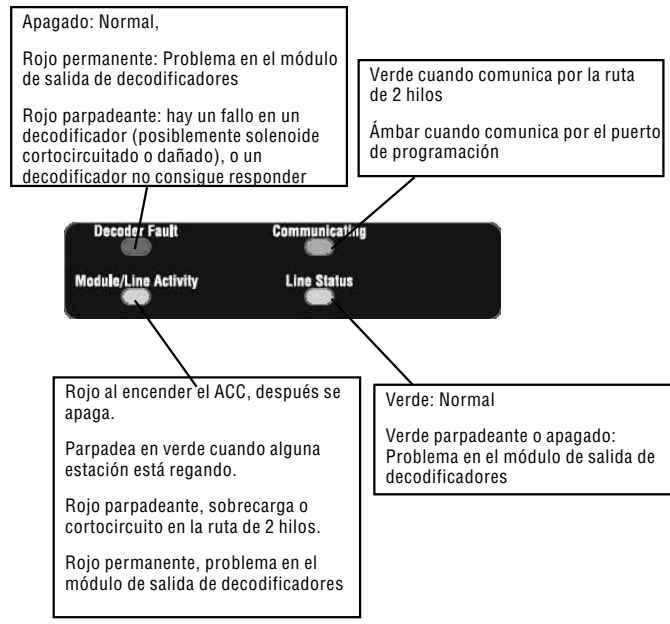 Apagado: Normal,
Rojo permanente: Problema en el módulo
de salida de decodificadores
Rojo parpadeante: hay un fallo en un
decodificador (posiblemente solenoide
cortocircuitado o dañado), o un
decodificador no consigue responder
Verde cuando comunica por la ruta
de 2 hilos
Ámbar cuando comunica por el puerto
de programación
Decoder Fault
Communicating
Module/Line Activity
Line Status
Rojo al encender el ACC, después se
apaga.
Parpadea en verde cuando alguna
estación está regando.
Rojo parpadeante, sobrecarga o
cortocircuito en la ruta de 2 hilos.
Rojo permanente, problema en el
módulo de salida de decodificadores
Verde: Normal
Verde parpadeante o apagado:
Problema en el módulo de salida de
decodificadores